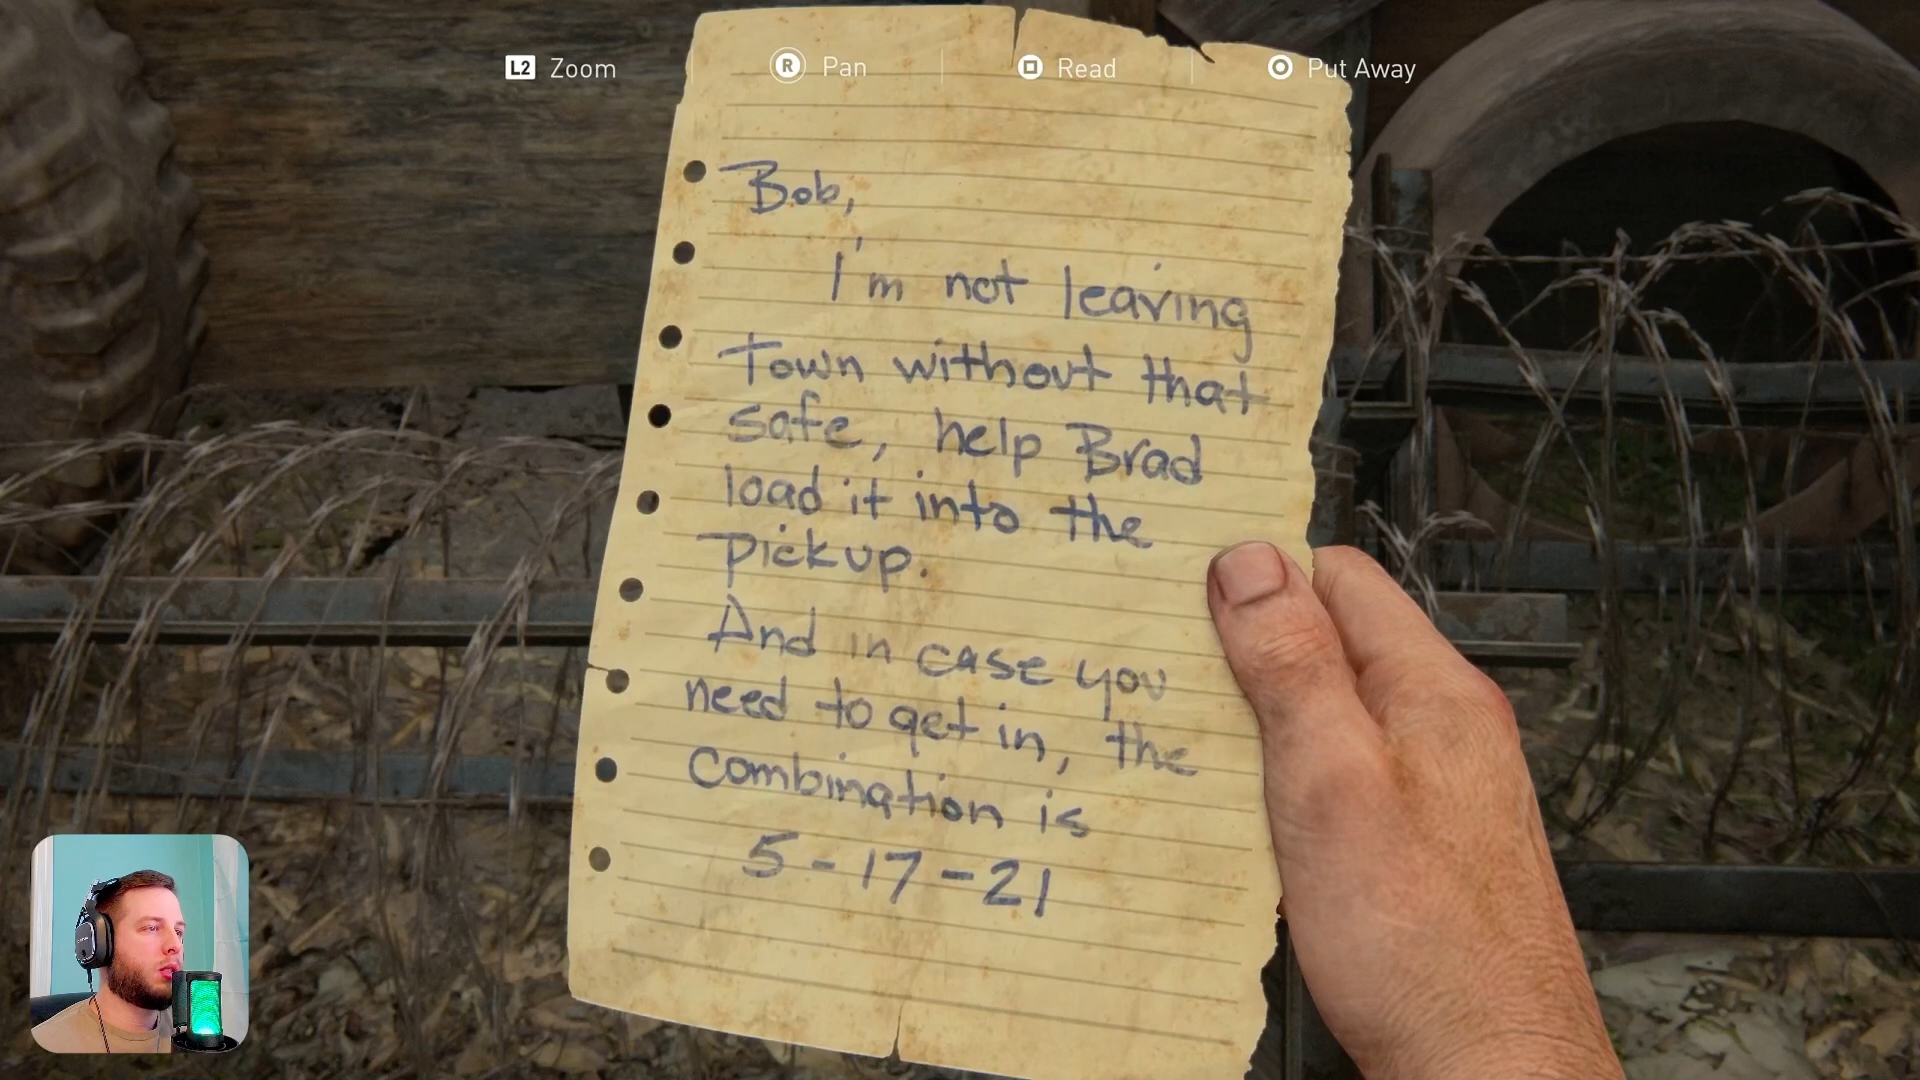 L2 Zoom R Pan Read Put Away
Bob,
I'm not leaving
Town without that
safe, help Brad
load it into the
Pickup.
And in case you
need to get in, the
Combination is
5-17-21